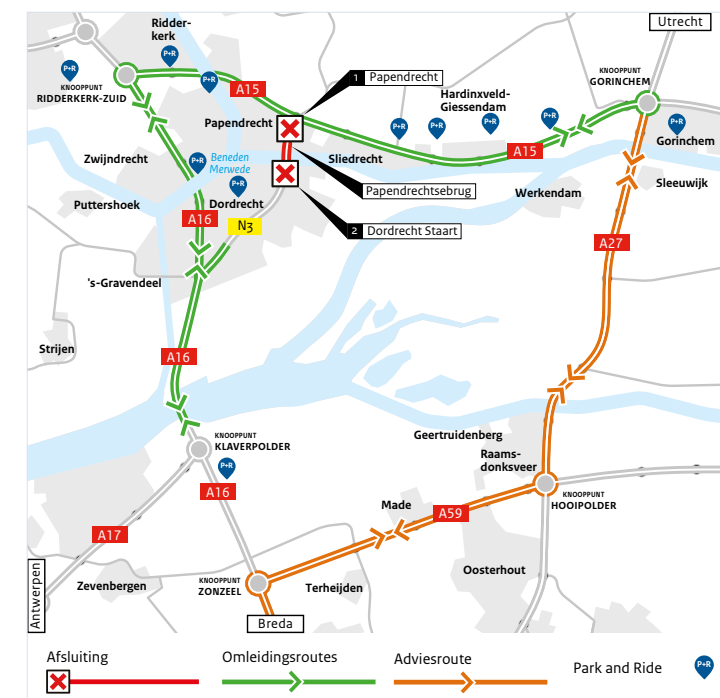 Utrecht
Ridder-
kerk
P+R
P+R
P+R
KNOOPPUNT
RIDDERKERK-ZUID
A15
1 Papendrecht
KNOOPPUNT
GORINCHEM
Hardinxveld-
Giessendam
P+R
P+R
P+R
P+R
P+R
Papendrecht
Gorinchem
A15
Zwijndrecht
P+R
Beneden
Merwede
Sliedrecht
P+R
Sleeuwijk
Papendrechtsebrug
Werkendam
Puttershoek
Dordrecht
A16
N3
2 Dordrecht Staart
A27
's-Gravendeel
Strijen
A16
Geertruidenberg
KNOOPPUNT
KLAVERPOLDER
Raams-
donksveer
P+R
A16
KNOOPPUNT
HOOIPOLDER
Made
A59
A17
Antwerpen
Zevenbergen
KNOOPPUNT
ZONZEEL
Terheijden
Oosterhout
Breda
Afsluiting
Omleidingsroutes
Adviesroute
Park and Ride
P+R